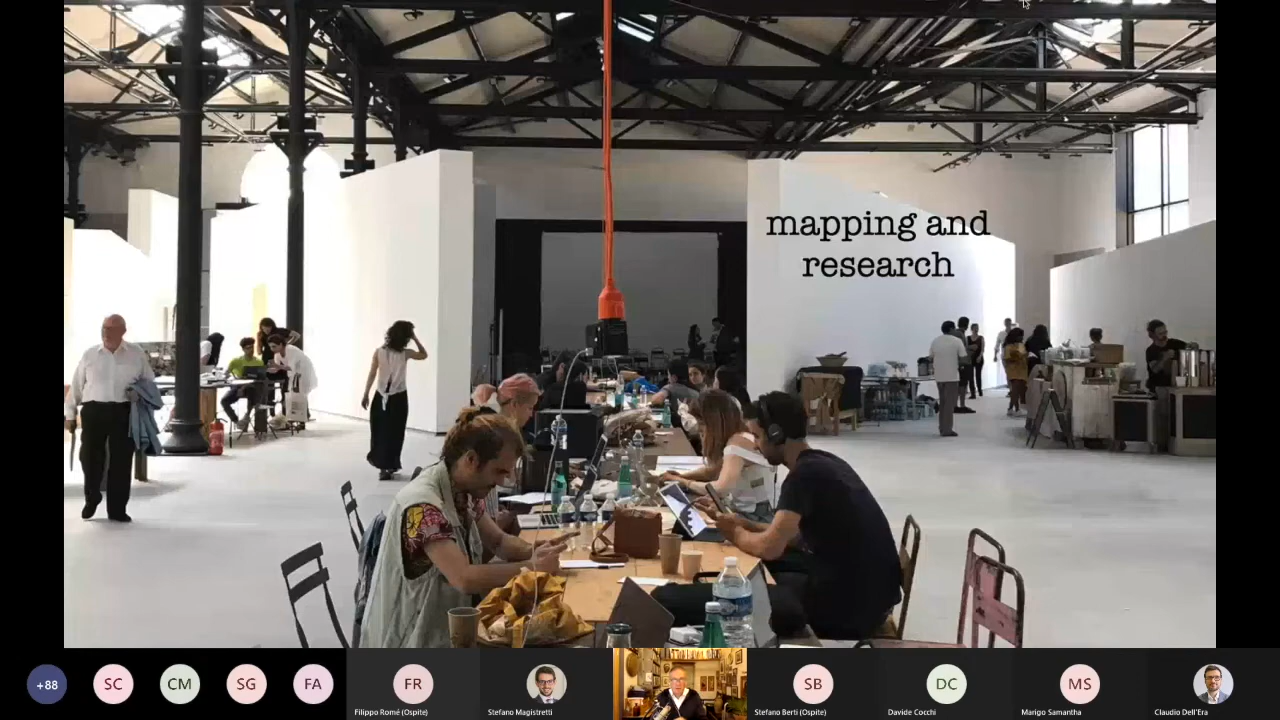 mapping and
research
+88
SC
CM
SG
FA
FR
SB
DC
MS
Filippo Romé (Ospite)
Stefano Magistretti
Stefano Berti (Ospite)
Davide Cocchi
Marigo Samantha
Claudio Dell'Era